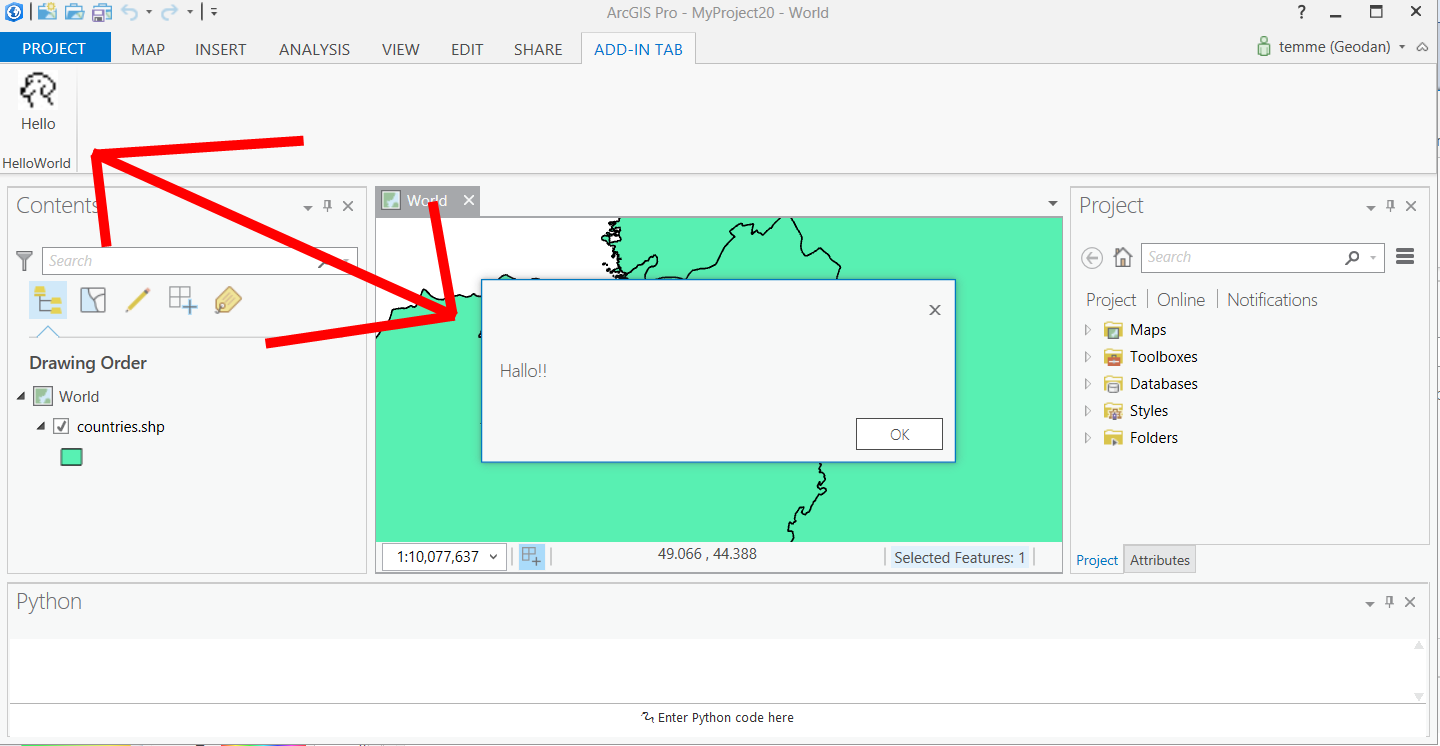 ArcGIS Pro - MyProject20 - World
?
PROJECT MAP INSERT ANALYSIS VIEW EDIT SHARE ADD-IN TAB
temme (Geodan)
Hello
HelloWorld
Contents
Search
Drawing Order
World
countries.shp
World
Hallo!!
OK
1:10,077,637
49.066 , 44.388
Selected Features: 1
Project
Search
Project Online Notifications
Maps
Toolboxes
Databases
Styles
Folders
Project Attributes
Python
Enter Python code here